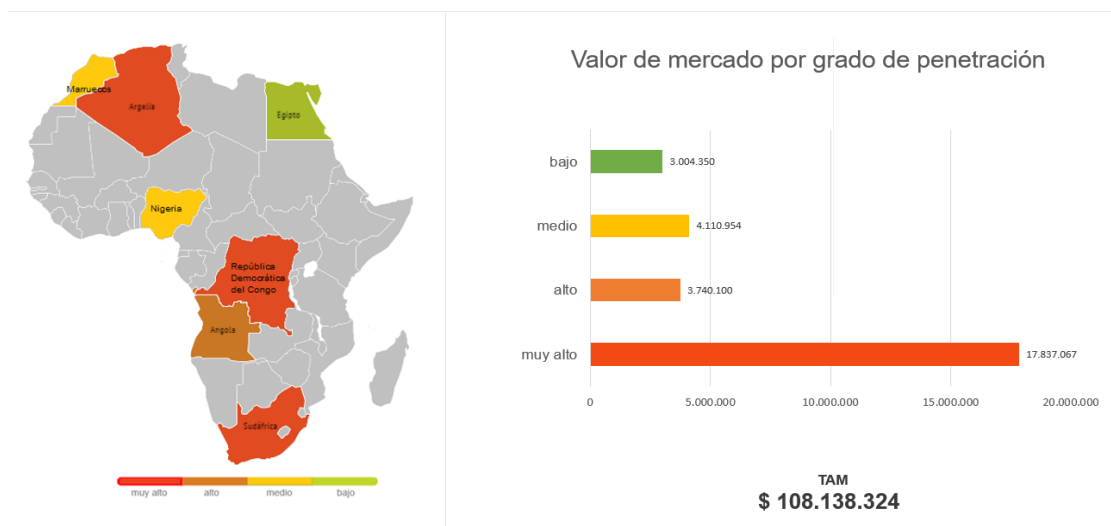 Marruecos
Argelia
Egipto
Nigeria
República
Democrática
del Congo
Angola
Sudáfrica
muy alto
alto
medio
bajo
Valor de mercado por grado de penetración
bajo
3.004.350
medio
4.110.954
alto
3.740.100
muy alto
17.837.067
0
5.000.000
10.000.000
15.000.000
20.000.000
TAM
$ 108.138.324